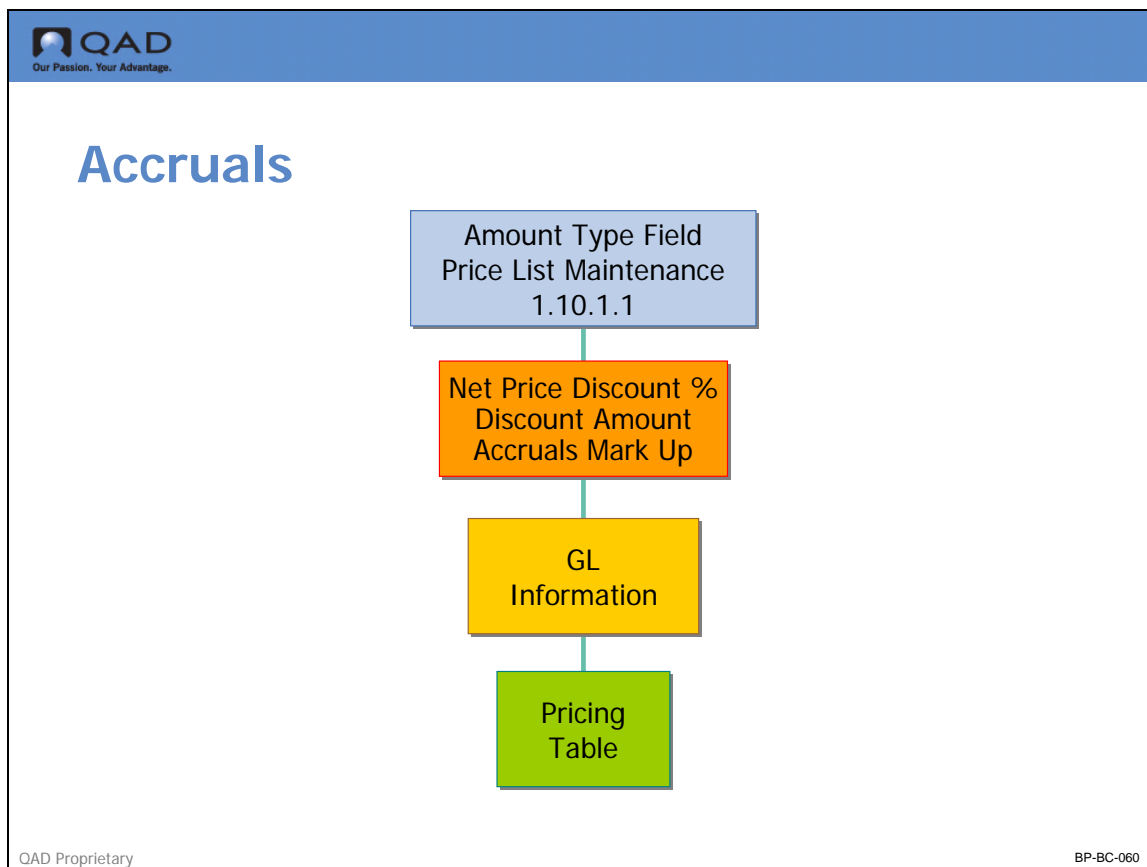 QAD
Our Passion. Your Advantage.
Accruals
Amount Type Field
Price List Maintenance
1.10.1.1
Net Price Discount %
Discount Amount
Accruals Mark Up
GL
Information
Pricing
Table
QAD Proprietary
BP-BC-060